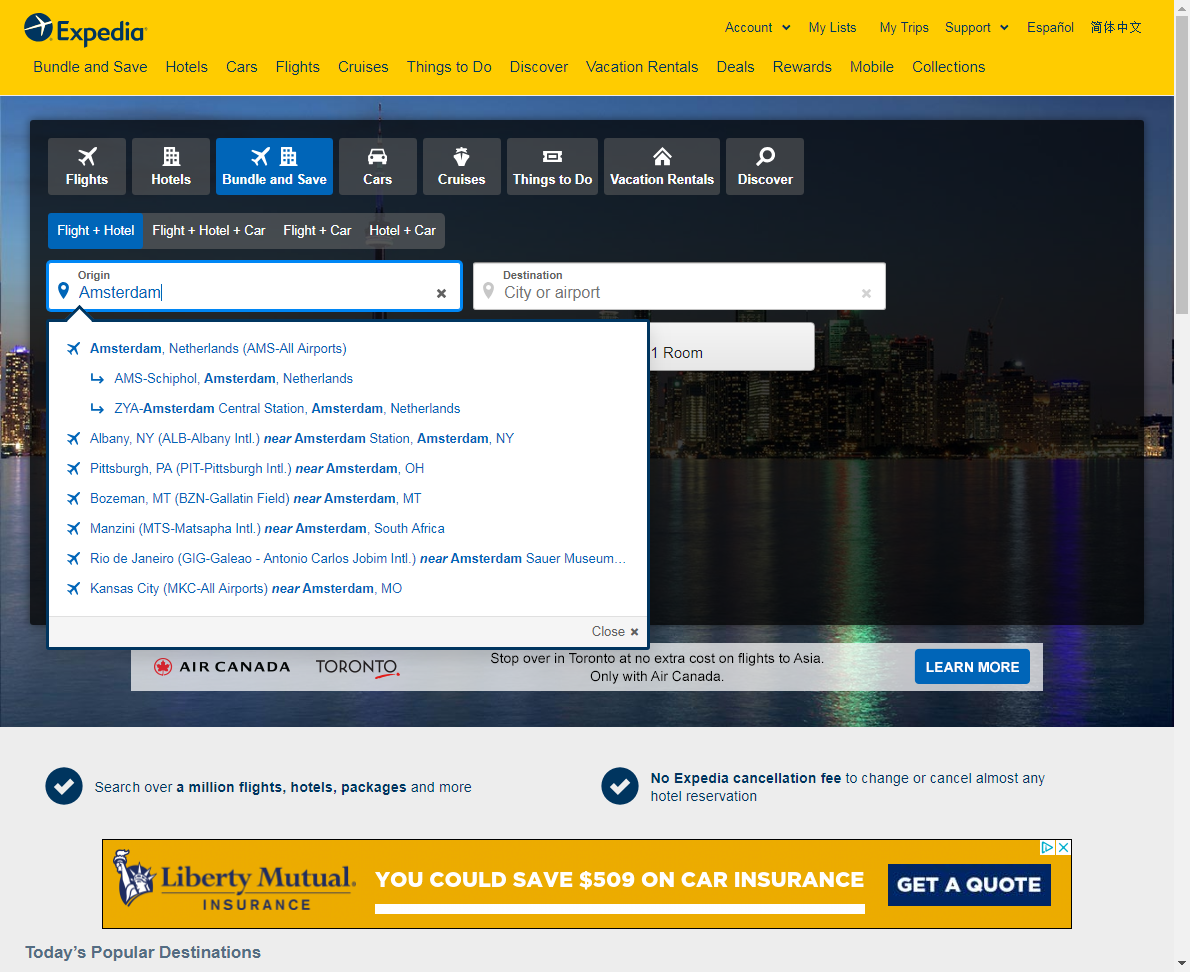 Expedia
Account My Lists My Trips Support Español 简体中文
Bundle and Save Hotels Cars Flights Cruises Things to Do Discover Vacation Rentals Deals Rewards Mobile Collections
Flights Hotels Bundle and Save Cars Cruises Things to Do Vacation Rentals Discover
Flight + Hotel Flight + Hotel + Car Flight + Car Hotel + Car
Origin
Amsterdam
Destination
City or airport
1 Room
Amsterdam, Netherlands (AMS-All Airports)
AMS-Schiphol, Amsterdam, Netherlands
ZYA-Amsterdam Central Station, Amsterdam, Netherlands
Albany, NY (ALB-Albany Intl.) near Amsterdam Station, Amsterdam, NY
Pittsburgh, PA (PIT-Pittsburgh Intl.) near Amsterdam, OH
Bozeman, MT (BZN-Gallatin Field) near Amsterdam, MT
Manzini (MTS-Matsapha Intl.) near Amsterdam, South Africa
Rio de Janeiro (GIG-Galeao - Antonio Carlos Jobim Intl.) near Amsterdam Sauer Museum…
Kansas City (MKC-All Airports) near Amsterdam, MO
Close
AIR CANADA TORONTO
Stop over in Toronto at no extra cost on flights to Asia.
Only with Air Canada.
LEARN MORE
Search over a million flights, hotels, packages and more
No Expedia cancellation fee to change or cancel almost any
hotel reservation
Liberty Mutual.
INSURANCE
YOU COULD SAVE $509 ON CAR INSURANCE
GET A QUOTE
Today's Popular Destinations